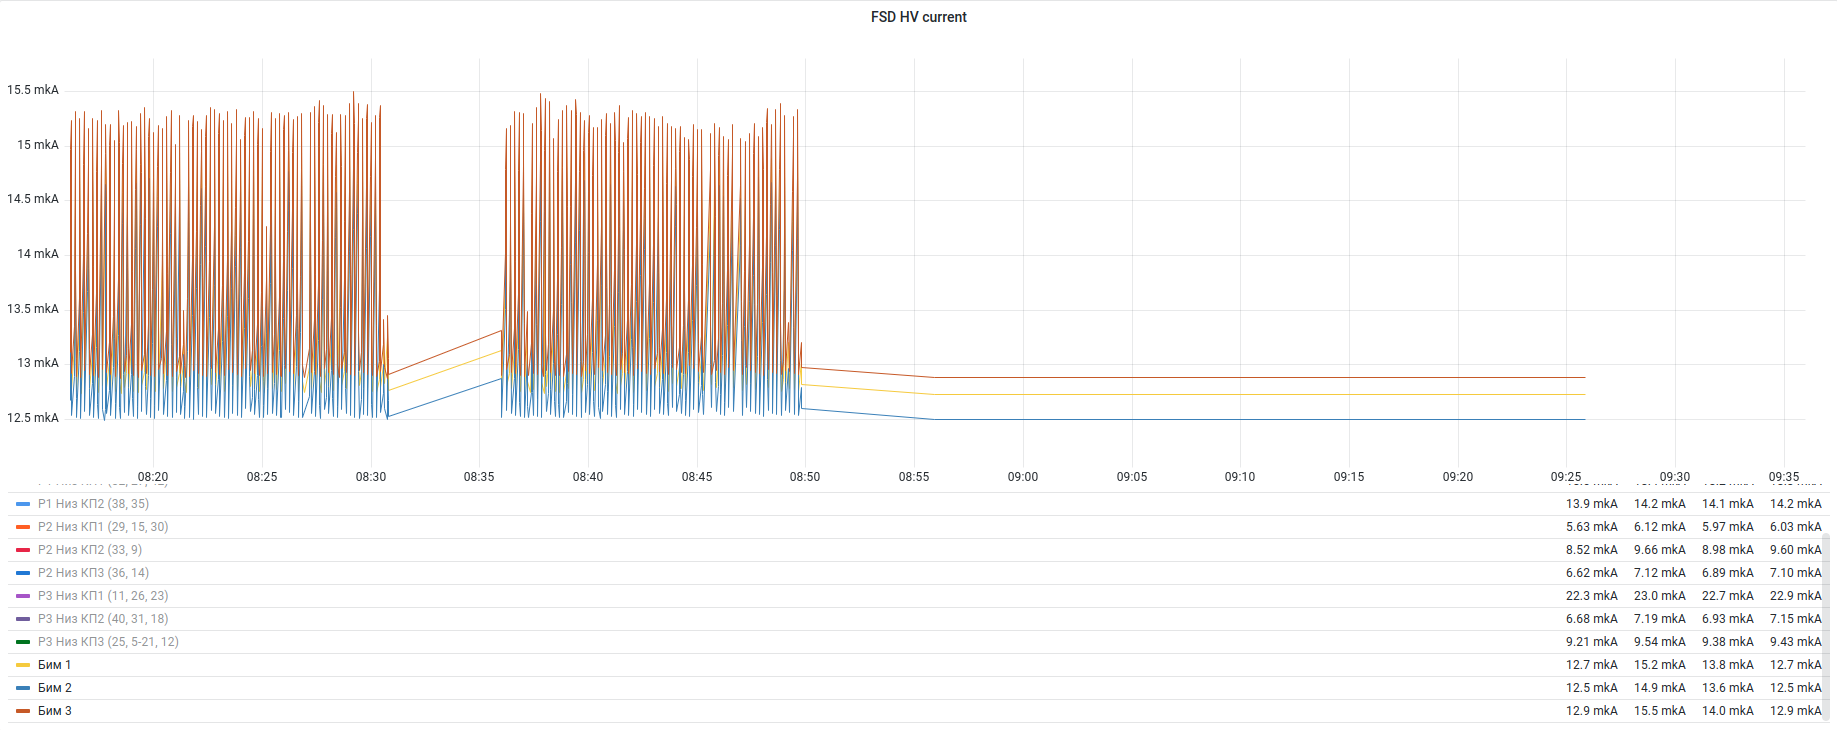 FSD HV current
15.5 mkA
15 mkA
14.5 mkA
14 mkA
13.5 mkA
13 mkA
12.5 mkA
08:20 08:25 08:30 08:35 08:40 08:45 08:50 08:55 09:00 09:05 09:10 09:15 09:20 09:25 09:30 09:35
Р1 Низ КП2 (38, 35) 13.9 mkA 14.2 mkA 14.1 mkA 14.2 mkA
Р2 Низ КП1 (29, 15, 30) 5.63 mkA 6.12 mkA 5.97 mkA 6.03 mkA
Р2 Низ КП2 (33, 9) 8.52 mkA 9.66 mkA 8.98 mkA 9.60 mkA
Р2 Низ КП3 (36, 14) 6.62 mkA 7.12 mkA 6.89 mkA 7.10 mkA
Р3 Низ КП1 (11, 26, 23) 22.3 mkA 23.0 mkA 22.7 mkA 22.9 mkA
Р3 Низ КП2 (40, 31, 18) 6.68 mkA 7.19 mkA 6.93 mkA 7.15 mkA
Р3 Низ КП3 (25, 5-21, 12) 9.21 mkA 9.54 mkA 9.38 mkA 9.43 mkA
Бим 1 12.7 mkA 15.2 mkA 13.8 mkA 12.7 mkA
Бим 2 12.5 mkA 14.9 mkA 13.6 mkA 12.5 mkA
Бим 3 12.9 mkA 15.5 mkA 14.0 mkA 12.9 mkA